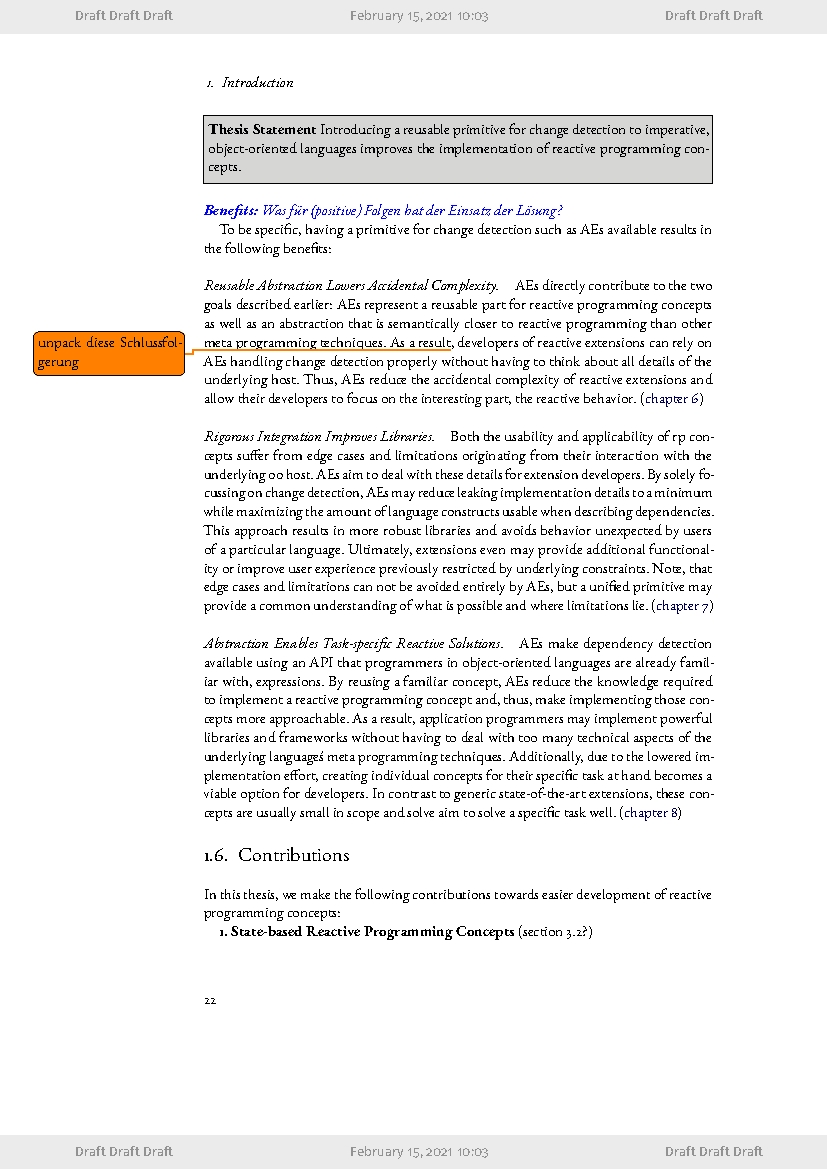 Draft Draft Draft February 15, 2021 10:03 Draft Draft Draft
1. Introduction
Thesis Statement Introducing a reusable primitive for change detection to imperative,
object-oriented languages improves the implementation of reactive programming con-
cepts.
Benefits: Was für (positive) Folgen hat der Einsatz der Lösung?
To be specific, having a primitive for change detection such as AEs available results in
the following benefits:
Reusable Abstraction Lowers Accidental Complexity. AEs directly contribute to the two
goals described earlier: AEs represent a reusable part for reactive programming concepts
as well as an abstraction that is semantically closer to reactive programming than other
unpack diese Schlussfol-
gerung
meta programming techniques. As a result, developers of reactive extensions can rely on
AEs handling change detection properly without having to think about all details of the
underlying host. Thus, AEs reduce the accidental complexity of reactive extensions and
allow their developers to focus on the interesting part, the reactive behavior. (chapter 6)
Rigorous Integration Improves Libraries. Both the usability and applicability of rp con-
cepts suffer from edge cases and limitations originating from their interaction with the
underlying oo host. AEs aim to deal with these details for extension developers. By solely fo-
cussing on change detection, AEs may reduce leaking implementation details to a minimum
while maximizing the amount of language constructs usable when describing dependencies.
This approach results in more robust libraries and avoids behavior unexpected by users
of a particular language. Ultimately, extensions even may provide additional functional-
ity or improve user experience previously restricted by underlying constraints. Note, that
edge cases and limitations can not be avoided entirely by AEs, but a unified primitive may
provide a common understanding of what is possible and where limitations lie. (chapter 7)
Abstraction Enables Task-specific Reactive Solutions. AEs make dependency detection
available using an API that programmers in object-oriented languages are already famil-
iar with, expressions. By reusing a familiar concept, AEs reduce the knowledge required
to implement a reactive programming concept and, thus, make implementing those con-
cepts more approachable. As a result, application programmers may implement powerful
libraries and frameworks without having to deal with too many technical aspects of the
underlying languageś meta programming techniques. Additionally, due to the lowered im-
plementation effort, creating individual concepts for their specific task at hand becomes a
viable option for developers. In contrast to generic state-of-the-art extensions, these con-
cepts are usually small in scope and solve aim to solve a specific task well. (chapter 8)
1.6. Contributions
In this thesis, we make the following contributions towards easier development of reactive
programming concepts:
1. State-based Reactive Programming Concepts (section 3.2?)
22
Draft Draft Draft February 15, 2021 10:03 Draft Draft Draft